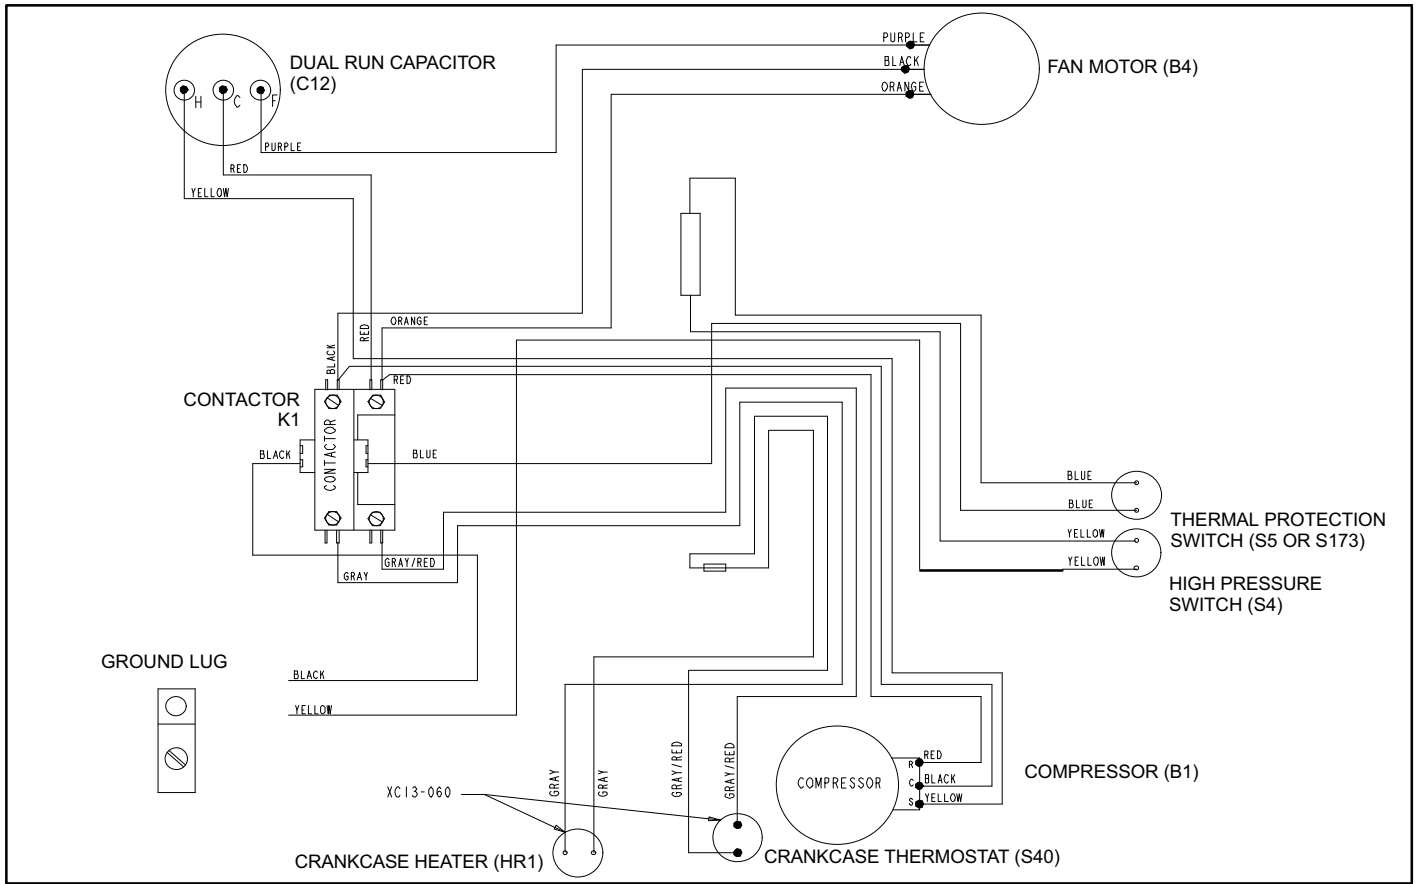 DUAL RUN CAPACITOR
(C12)
H
C
F
PURPLE
RED
YELLOW
PURPLE
BLACK
ORANGE
FAN MOTOR (B4)
BLACK
RED
ORANGE
RED
CONTACTOR
K1
CONTACTOR
BLACK
BLUE
GRAY/RED
GRAY
BLUE
BLUE
THERMAL PROTECTION
SWITCH (S5 OR S173)
YELLOW
YELLOW
HIGH PRESSURE
SWITCH (S4)
GROUND LUG
BLACK
YELLOW
GRAY
GRAY
GRAY/RED
GRAY/RED
XC13-060
CRANKCASE HEATER (HR1)
CRANKCASE THERMOSTAT (S40)
COMPRESSOR
R
C
S
RED
BLACK
YELLOW
COMPRESSOR (B1)